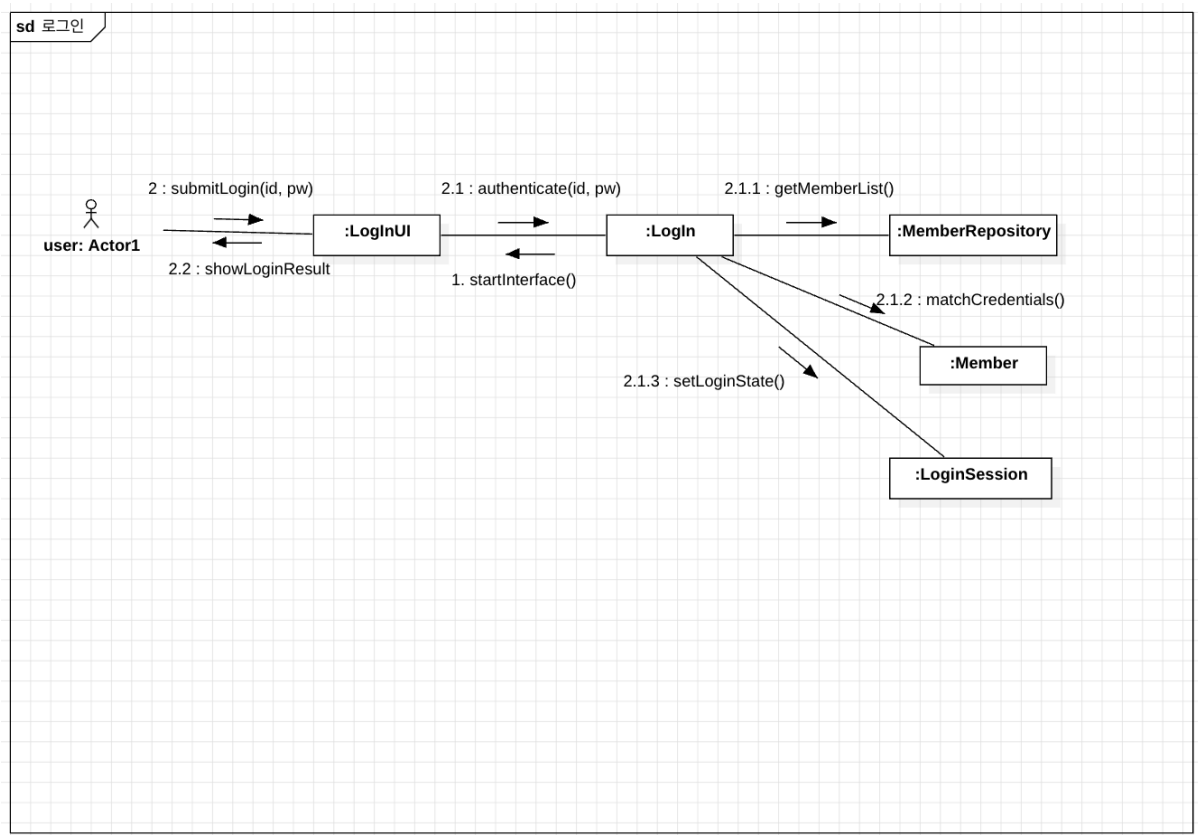 sd 로그인
2 : submitLogin(id, pw)
2.1 : authenticate(id, pw)
2.1.1 : getMemberList()
user: Actor1
:LogInUI
:LogIn
:MemberRepository
2.2 : showLoginResult
1. startInterface()
2.1.2 : matchCredentials()
:Member
2.1.3 : setLoginState()
:LoginSession